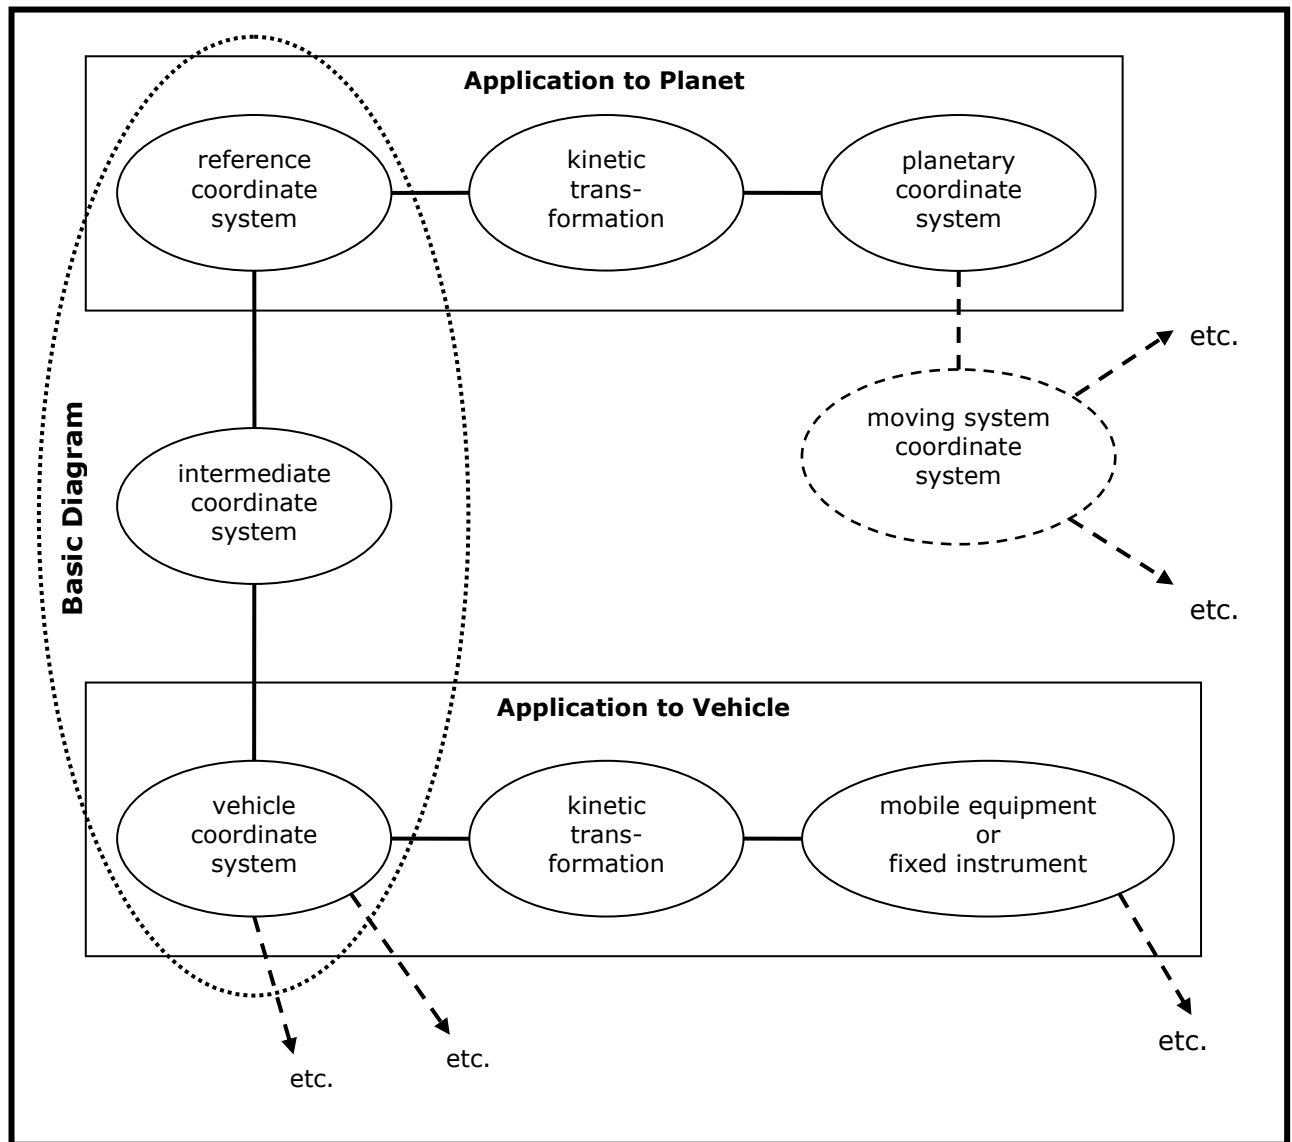 Application to Planet
reference
coordinate
system
kinetic
trans-
formation
planetary
coordinate
system
etc.
moving system
coordinate
system
etc.
Basic Diagram
intermediate
coordinate
system
Application to Vehicle
vehicle
coordinate
system
kinetic
trans-
formation
mobile equipment
or
fixed instrument
etc.
etc.
etc.